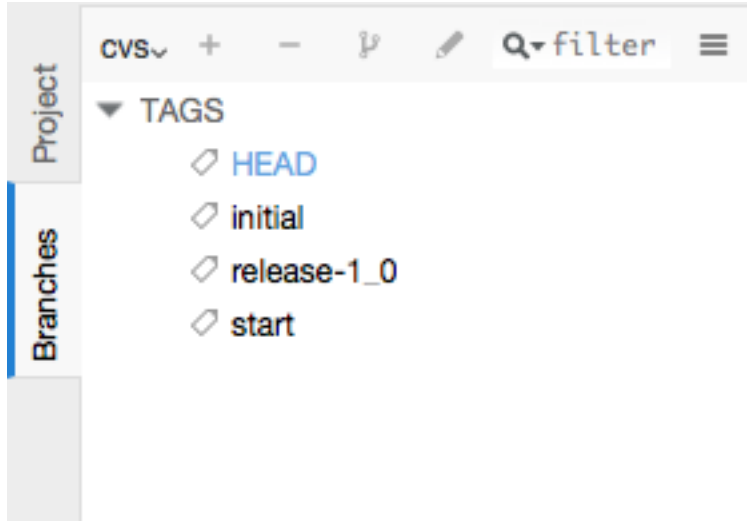 Project
Branches
cvs
filter
TAGS
HEAD
initial
release-1_0
start